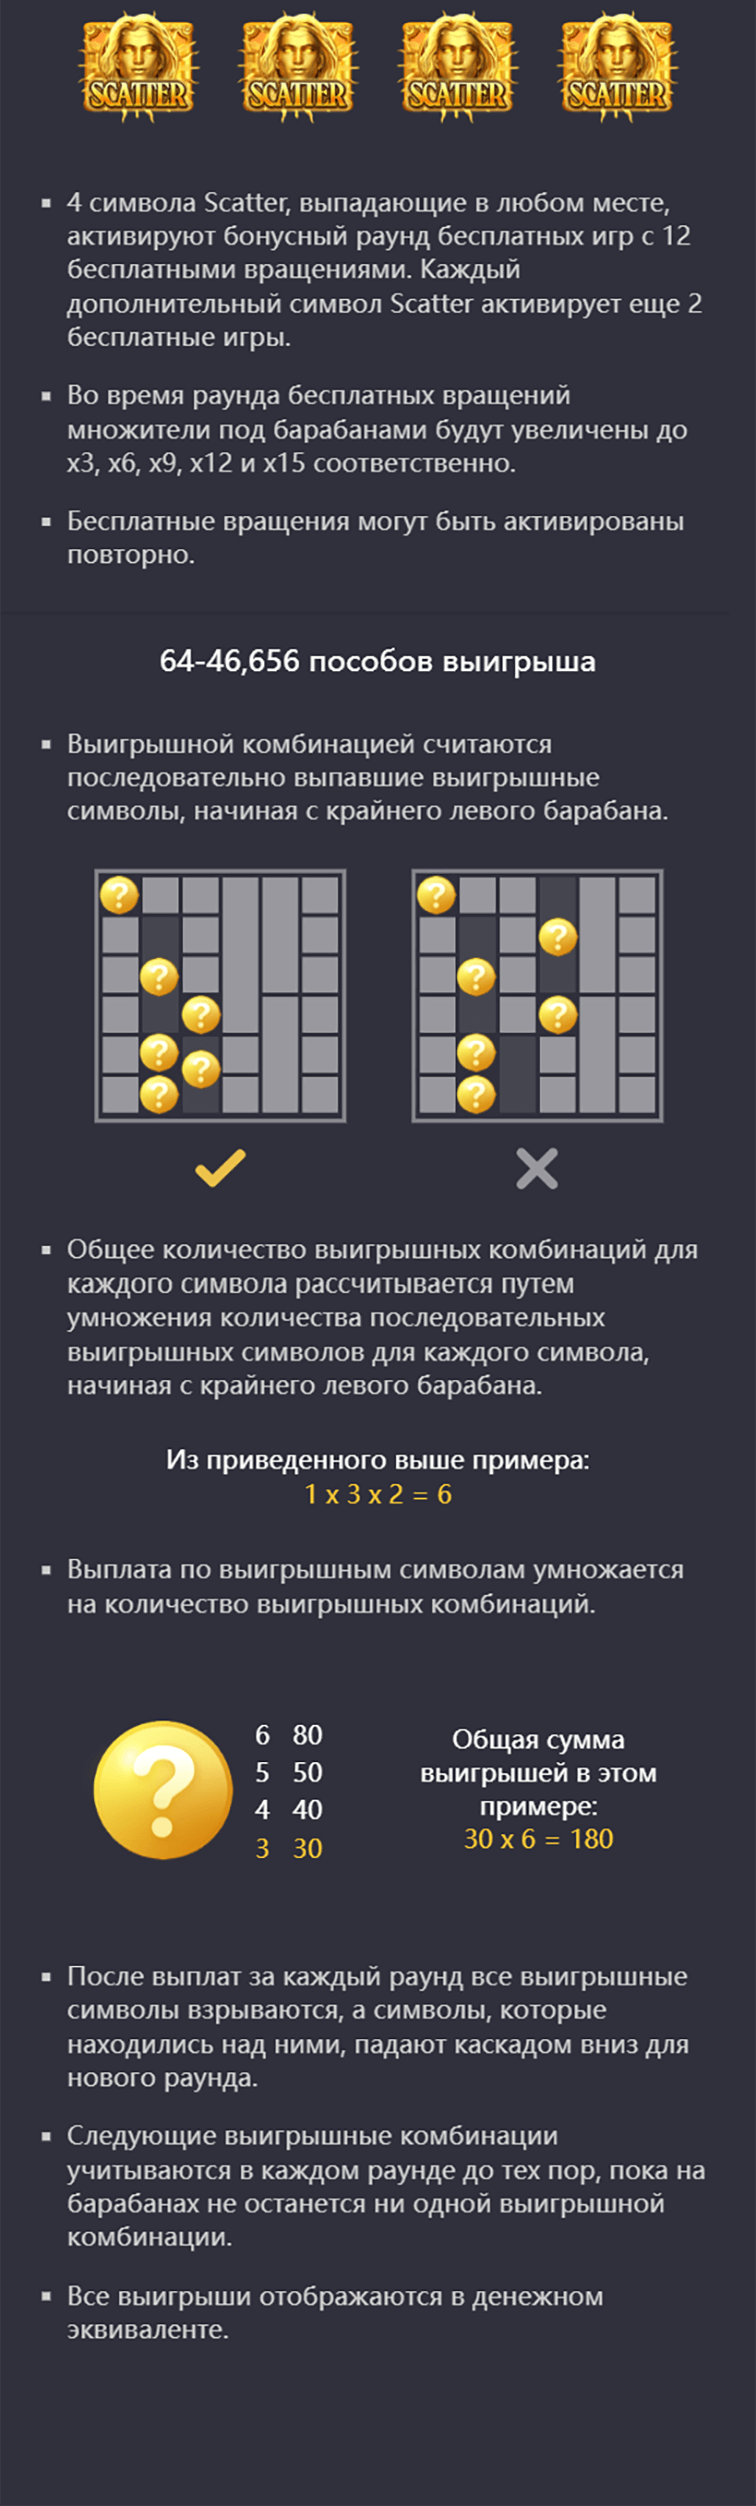 SCATTER SCATTER SCATTER SCATTER
▪ 4 символа Scatter, выпадающие в любом месте,
активируют бонусный раунд бесплатных игр с 12
бесплатными вращениями. Каждый
дополнительный символ Scatter активирует еще 2
бесплатные игры.
▪ Во время раунда бесплатных вращений
множители под барабанами будут увеличены до
x3, x6, x9, x12 и x15 соответственно.
▪ Бесплатные вращения могут быть активированы
повторно.
64-46,656 пособов выигрыша
▪ Выигрышной комбинацией считаются
последовательно выпавшие выигрышные
символы, начиная с крайнего левого барабана.
? ?
?
? ?
? ?
? ? ?
? ?
▪ Общее количество выигрышных комбинаций для
каждого символа рассчитывается путем
умножения количества последовательных
выигрышных символов для каждого символа,
начиная с крайнего левого барабана.
Из приведенного выше примера:
1 x 3 x 2 = 6
▪ Выплата по выигрышным символам умножается
на количество выигрышных комбинаций.
?
6 80
5 50
4 40
3 30
Общая сумма
выигрышей в этом
примере:
30 x 6 = 180
▪ После выплат за каждый раунд все выигрышные
символы взрываются, а символы, которые
находились над ними, падают каскадом вниз для
нового раунда.
▪ Следующие выигрышные комбинации
учитываются в каждом раунде до тех пор, пока на
барабанах не останется ни одной выигрышной
комбинации.
▪ Все выигрыши отображаются в денежном
эквиваленте.